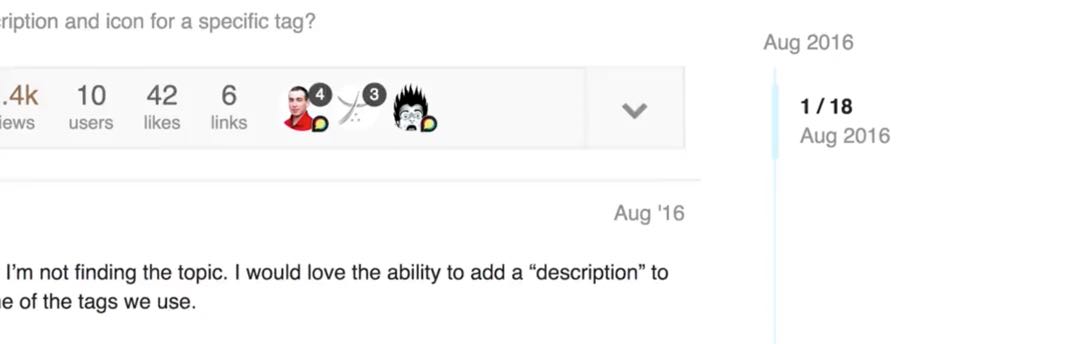 ription and icon for a specific tag?
Aug 2016
.4k 10 42 6 4 3
iews users likes links
1 / 18
Aug 2016
Aug '16
I'm not finding the topic. I would love the ability to add a “description” to
e of the tags we use.